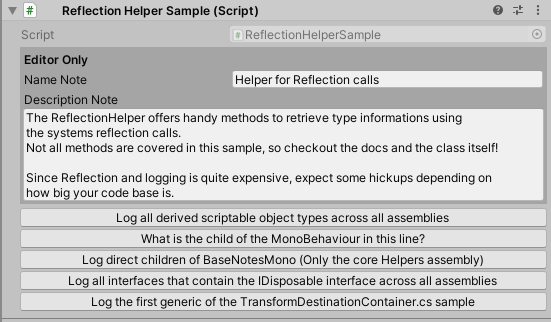 Reflection Helper Sample (Script)
Script
ReflectionHelperSample
Editor Only
Name Note
Helper for Reflection calls
Description Note
The ReflectionHelper offers handy methods to retrieve type informations using
the systems reflection calls.
Not all methods are covered in this sample, so checkout the docs and the class itself!
Since Reflection and logging is quite expensive, expect some hickups depending on
how big your code base is.
Log all derived scriptable object types across all assemblies
What is the child of the MonoBehaviour in this line?
Log direct children of BaseNotesMono (Only the core Helpers assembly)
Log all interfaces that contain the IDisposable interface across all assemblies
Log the first generic of the TransformDestinationContainer.cs sample